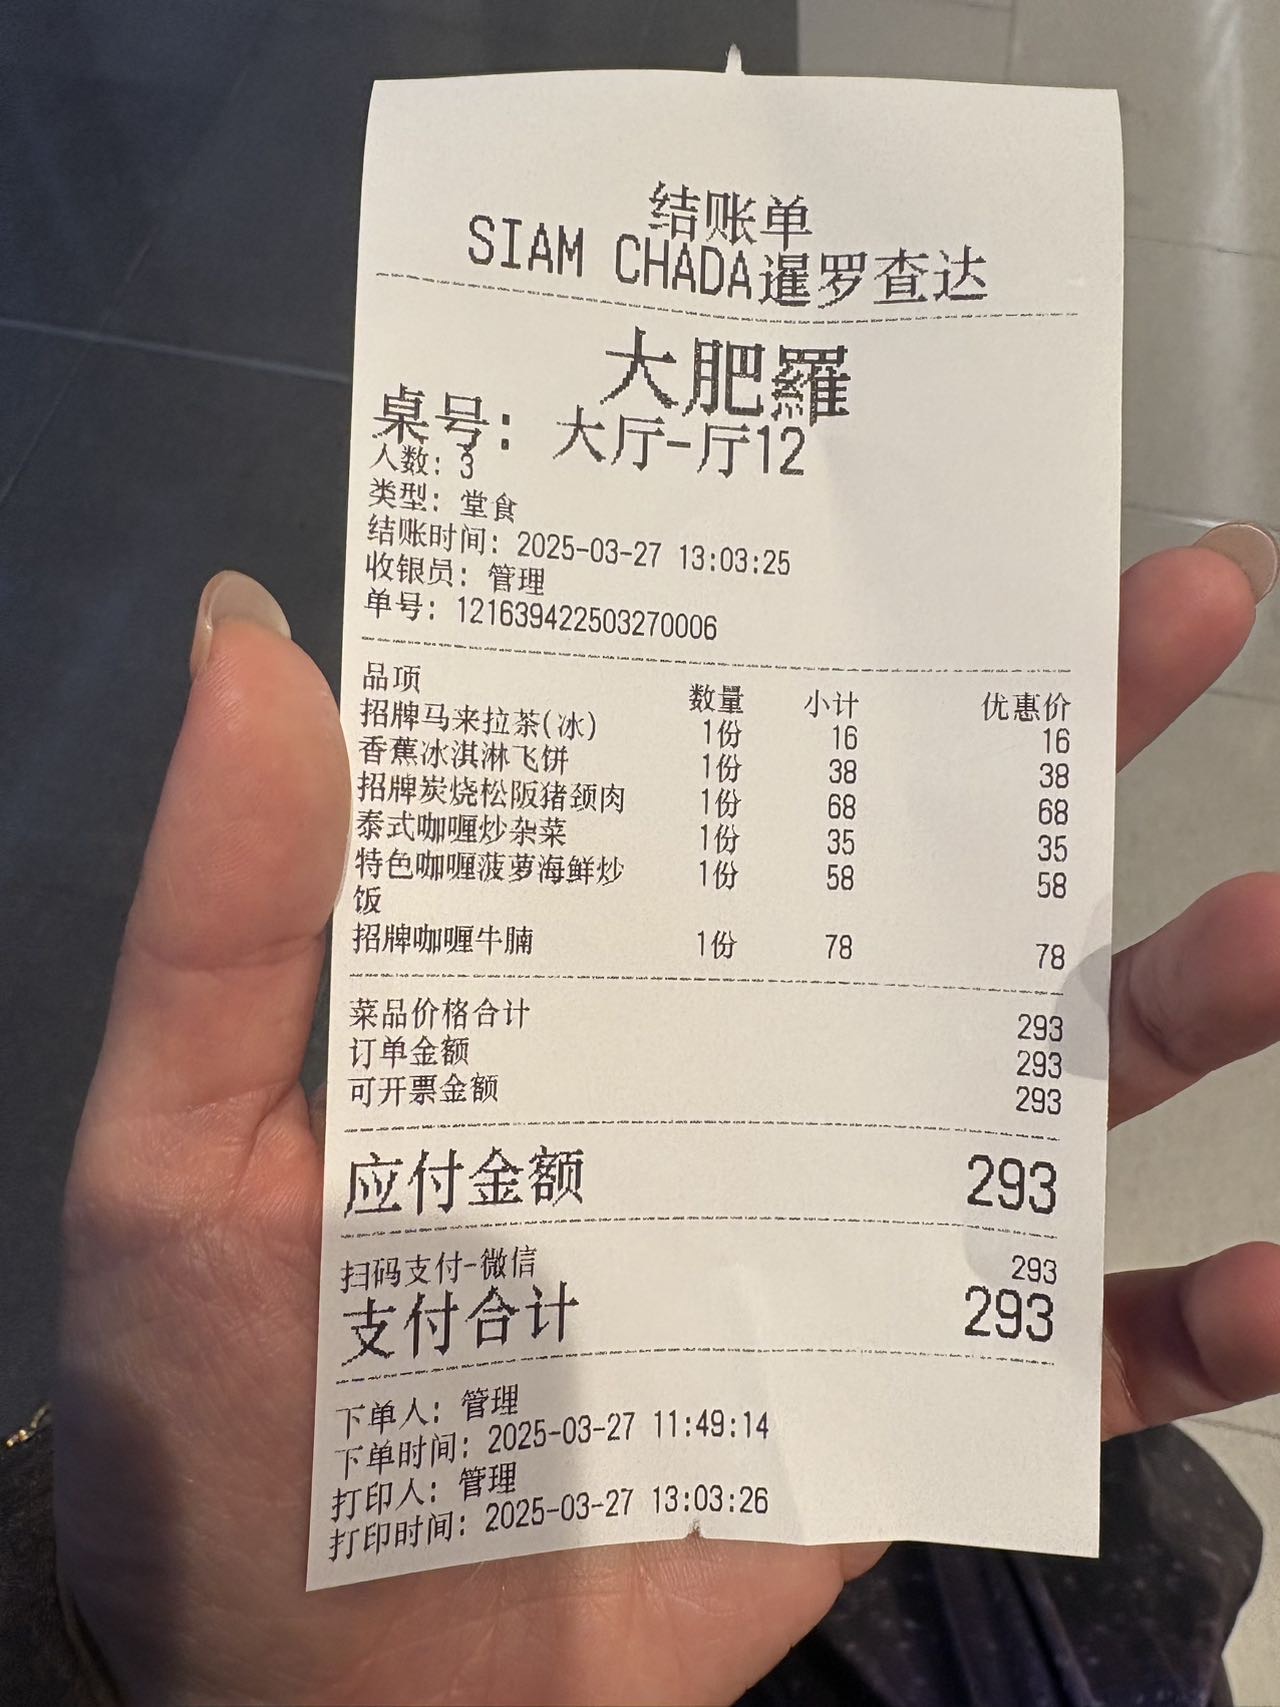 结账单
SIAM CHADA暹罗查达
大肥羅
桌号: 大厅-厅12
人数: 3
类型: 堂食
结账时间: 2025-03-27 13:03:25
收银员: 管理
单号: 121639422503270006
品项 数量 小计 优惠价
招牌马来拉茶(冰) 1份 16 16
香蕉冰淇淋飞饼 1份 38 38
招牌炭烧松阪猪颈肉 1份 68 68
泰式咖喱炒杂菜 1份 35 35
特色咖喱菠萝海鲜炒 1份 58 58
饭
招牌咖喱牛腩 1份 78 78
菜品价格合计 293
订单金额 293
可开票金额 293
应付金额 293
扫码支付-微信 293
支付合计 293
下单人: 管理
下单时间: 2025-03-27 11:49:14
打印人: 管理
打印时间: 2025-03-27 13:03:26